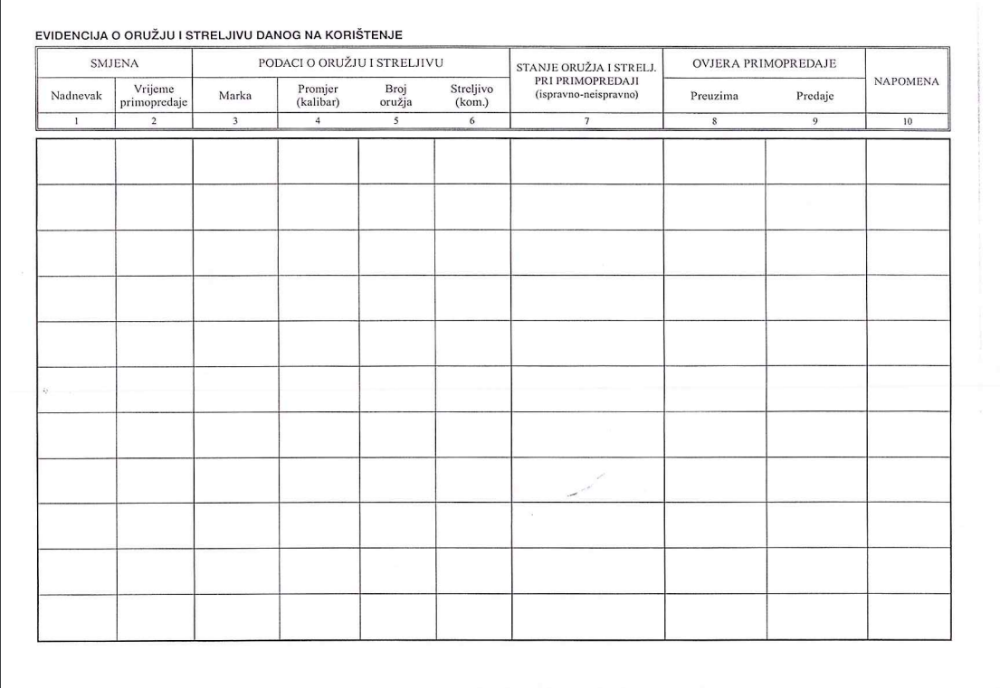 EVIDENCIJA O ORUŽJU I STRELJIVU DANOG NA KORIŠTENJE
SMJENA
PODACI O ORUŽJU I STRELJIVU
STANJE ORUŽJA I STRELJ.
PRI PRIMOPREDAJI
(ispravno-neispravno)
OVJERA PRIMOPREDAJE
NAPOMENA
Nadnevak
Vrijeme
primopredaje
Marka
Promjer
(kalibar)
Broj
oružja
Streljivo
(kom.)
Preuzima
Predaje
1 2 3 4 5 6 7 8 9 10